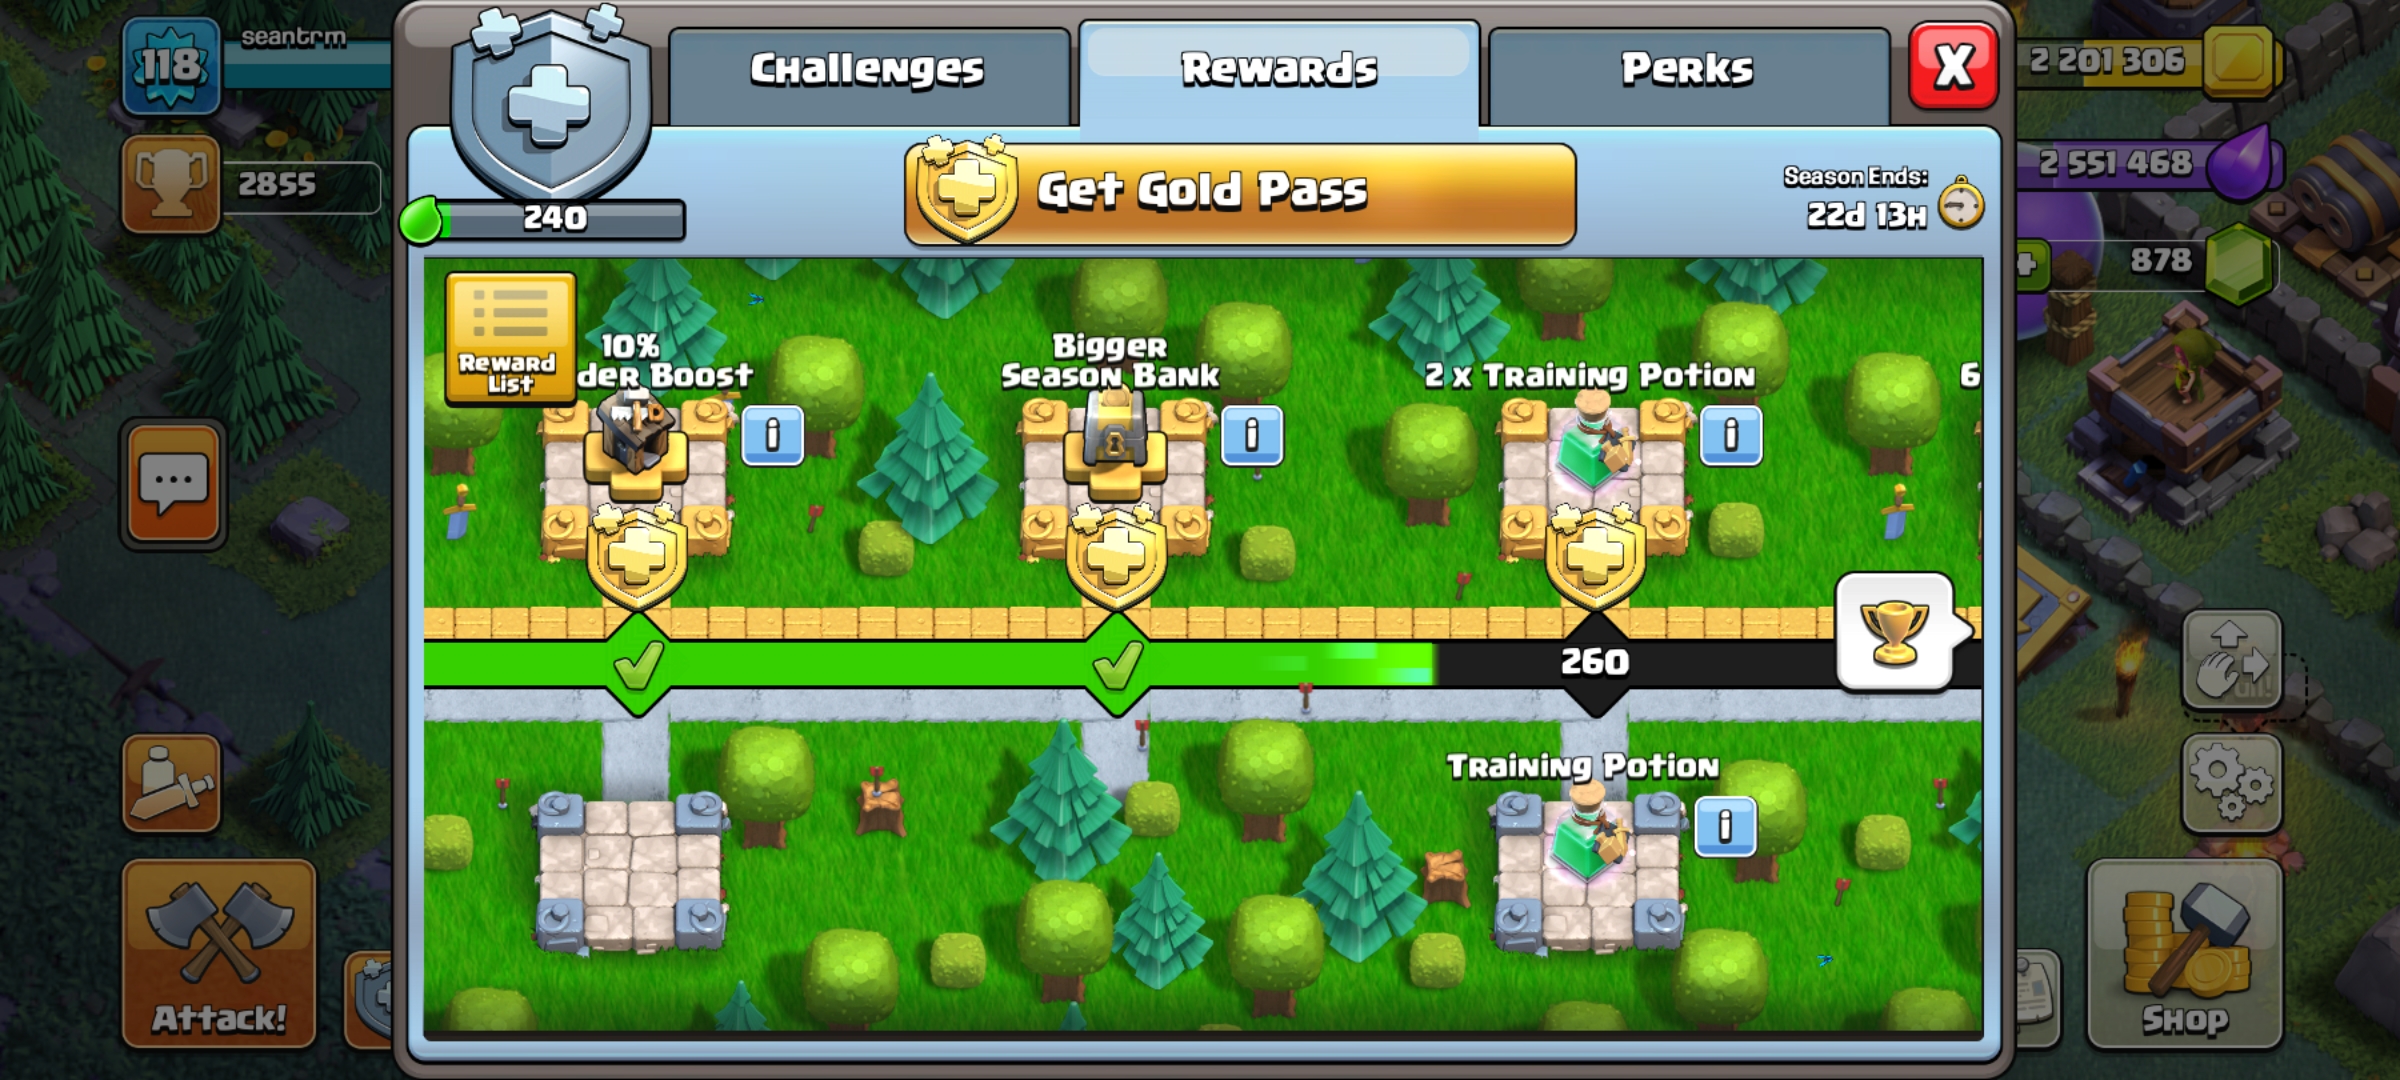 118
seantrm
Challenges
Rewards
Perks
X
2 201 306
2855
240
Get Gold Pass
Season Ends:
22d 13H
2 551 468
878
Reward
List
10%
der Boost
Bigger
Season Bank
2 x Training Potion
6
260
Training Potion
Attack!
Shop